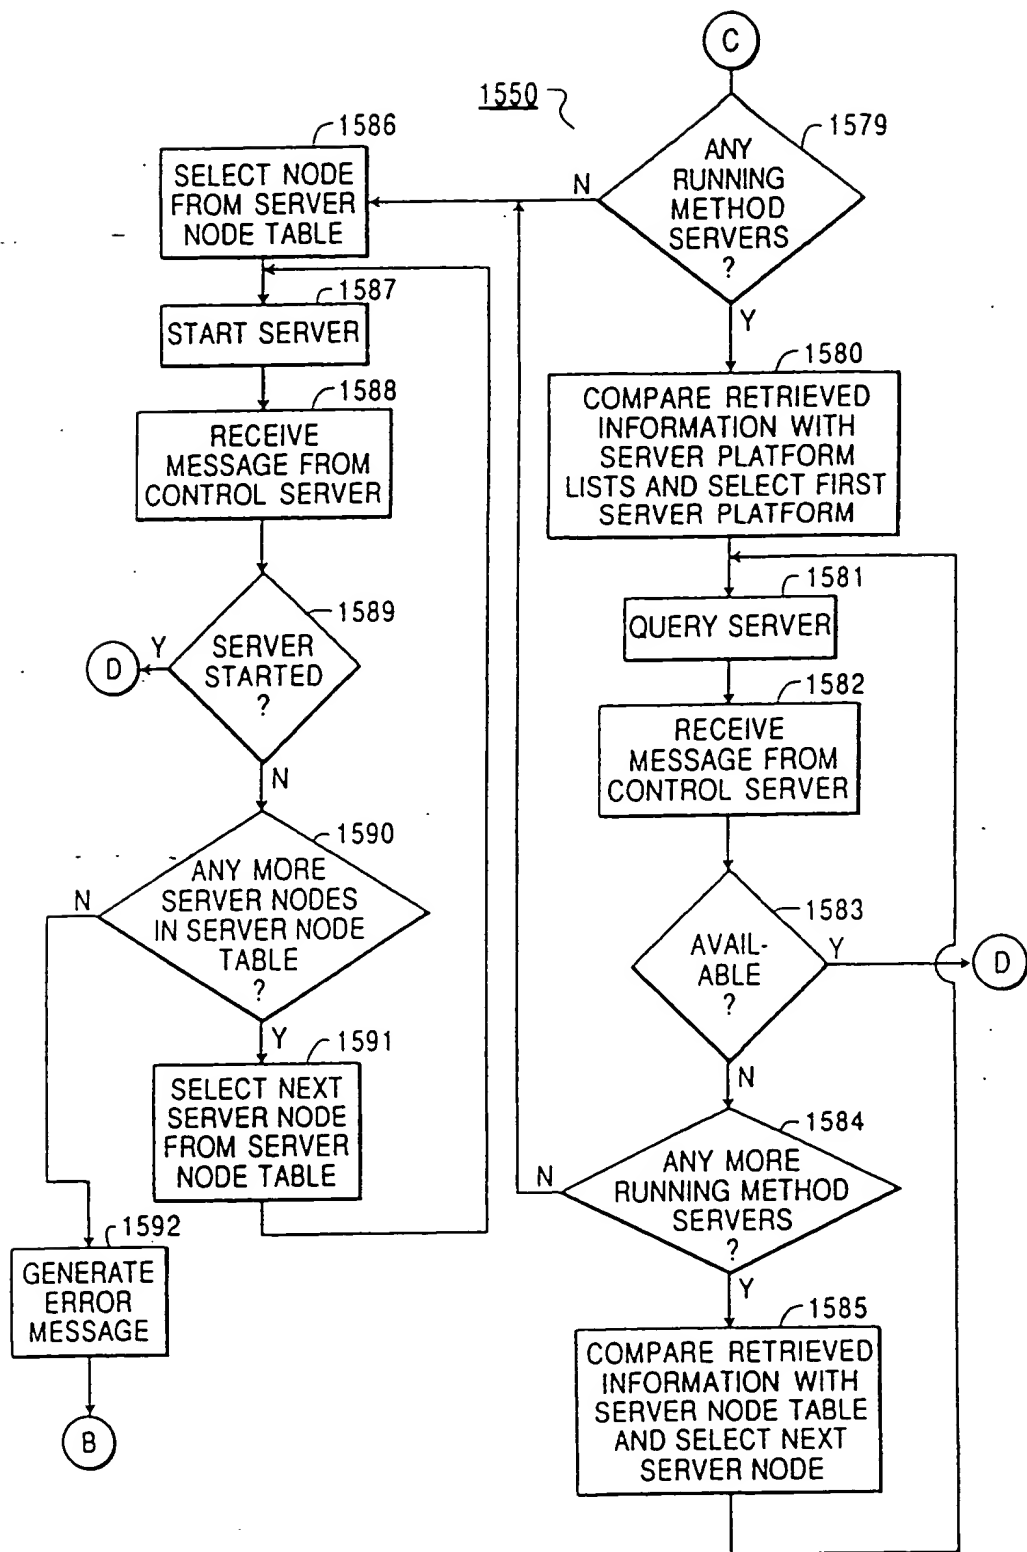 C
1550
1579
ANY
RUNNING
METHOD
SERVERS
?
N
Y
1586
SELECT NODE
FROM SERVER
NODE TABLE
1587
START SERVER
1588
RECEIVE
MESSAGE FROM
CONTROL SERVER
1589
SERVER
STARTED
?
Y
D
N
1590
ANY MORE
SERVER NODES
IN SERVER NODE
TABLE
?
N
Y
1591
SELECT NEXT
SERVER NODE
FROM SERVER
NODE TABLE
1592
GENERATE
ERROR
MESSAGE
B
1580
COMPARE RETRIEVED
INFORMATION WITH
SERVER PLATFORM
LISTS AND SELECT FIRST
SERVER PLATFORM
1581
QUERY SERVER
1582
RECEIVE
MESSAGE FROM
CONTROL SERVER
1583
AVAIL-
ABLE
?
Y
D
N
1584
ANY MORE
RUNNING METHOD
SERVERS
?
N
Y
1585
COMPARE RETRIEVED
INFORMATION WITH
SERVER NODE TABLE
AND SELECT NEXT
SERVER NODE